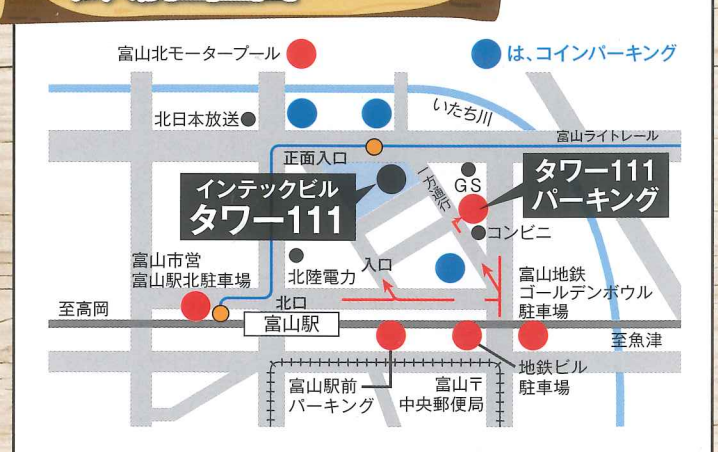 富山北モータープール
は、コインパーキング
北日本放送
いたち川
富山ライトレール
正面入口
インテックビル
タワー111
一方通行
GS
タワー111
パーキング
コンビニ
富山市営
富山駅北駐車場
北陸電力
入口
富山地鉄
ゴールデンボウル
駐車場
至高岡
北口
富山駅
至魚津
富山駅前
パーキング
富山〒
中央郵便局
地鉄ビル
駐車場